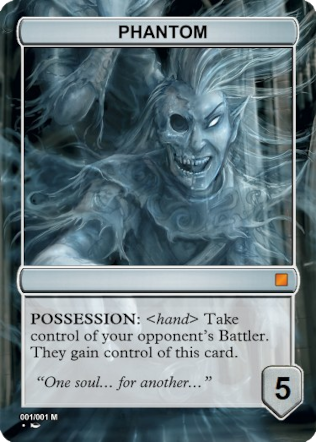 PHANTOM
POSSESSION: <hand> Take
control of your opponent's Battler.
They gain control of this card.
"One soul… for another…"
5
001/001 M